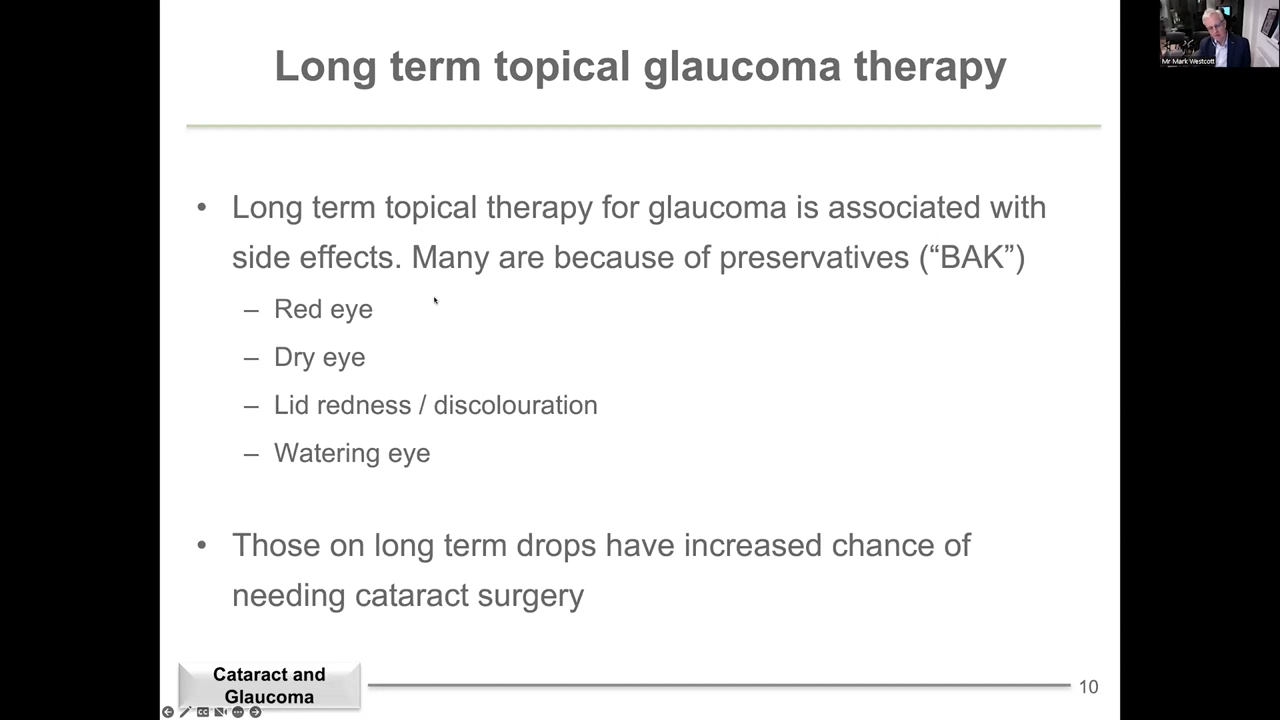 Long term topical glaucoma therapy
Mr Mark Westcott
• Long term topical therapy for glaucoma is associated with
side effects. Many are because of preservatives (“BAK”)
– Red eye
– Dry eye
– Lid redness / discolouration
– Watering eye
• Those on long term drops have increased chance of
needing cataract surgery
Cataract and
Glaucoma
10